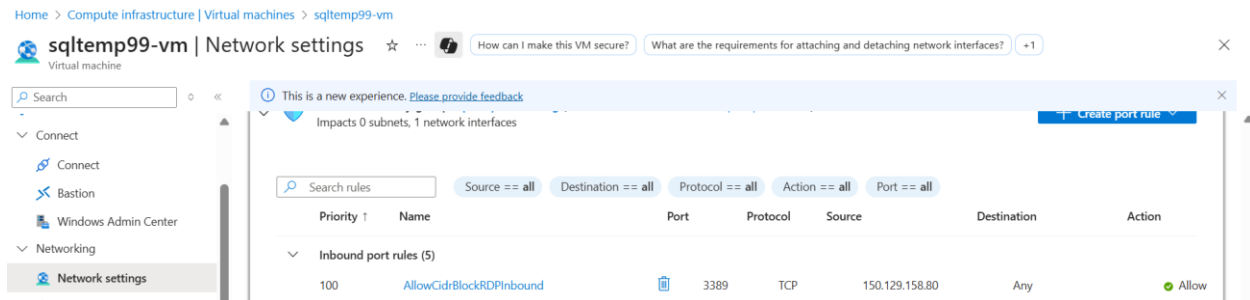 Home > Compute infrastructure | Virtual machines > sqltemp99-vm
sqltemp99-vm | Network settings ☆ ... How can I make this VM secure? What are the requirements for attaching and detaching network interfaces? +1
Virtual machine
Search
This is a new experience. Please provide feedback
Impacts 0 subnets, 1 network interfaces
Create port rule
Connect
Connect
Bastion
Windows Admin Center
Networking
Network settings
Search rules Source == all Destination == all Protocol == all Action == all Port == all
Priority ↑ Name Port Protocol Source Destination Action
Inbound port rules (5)
100 AllowCidrBlockRDPInbound 3389 TCP 150.129.158.80 Any Allow